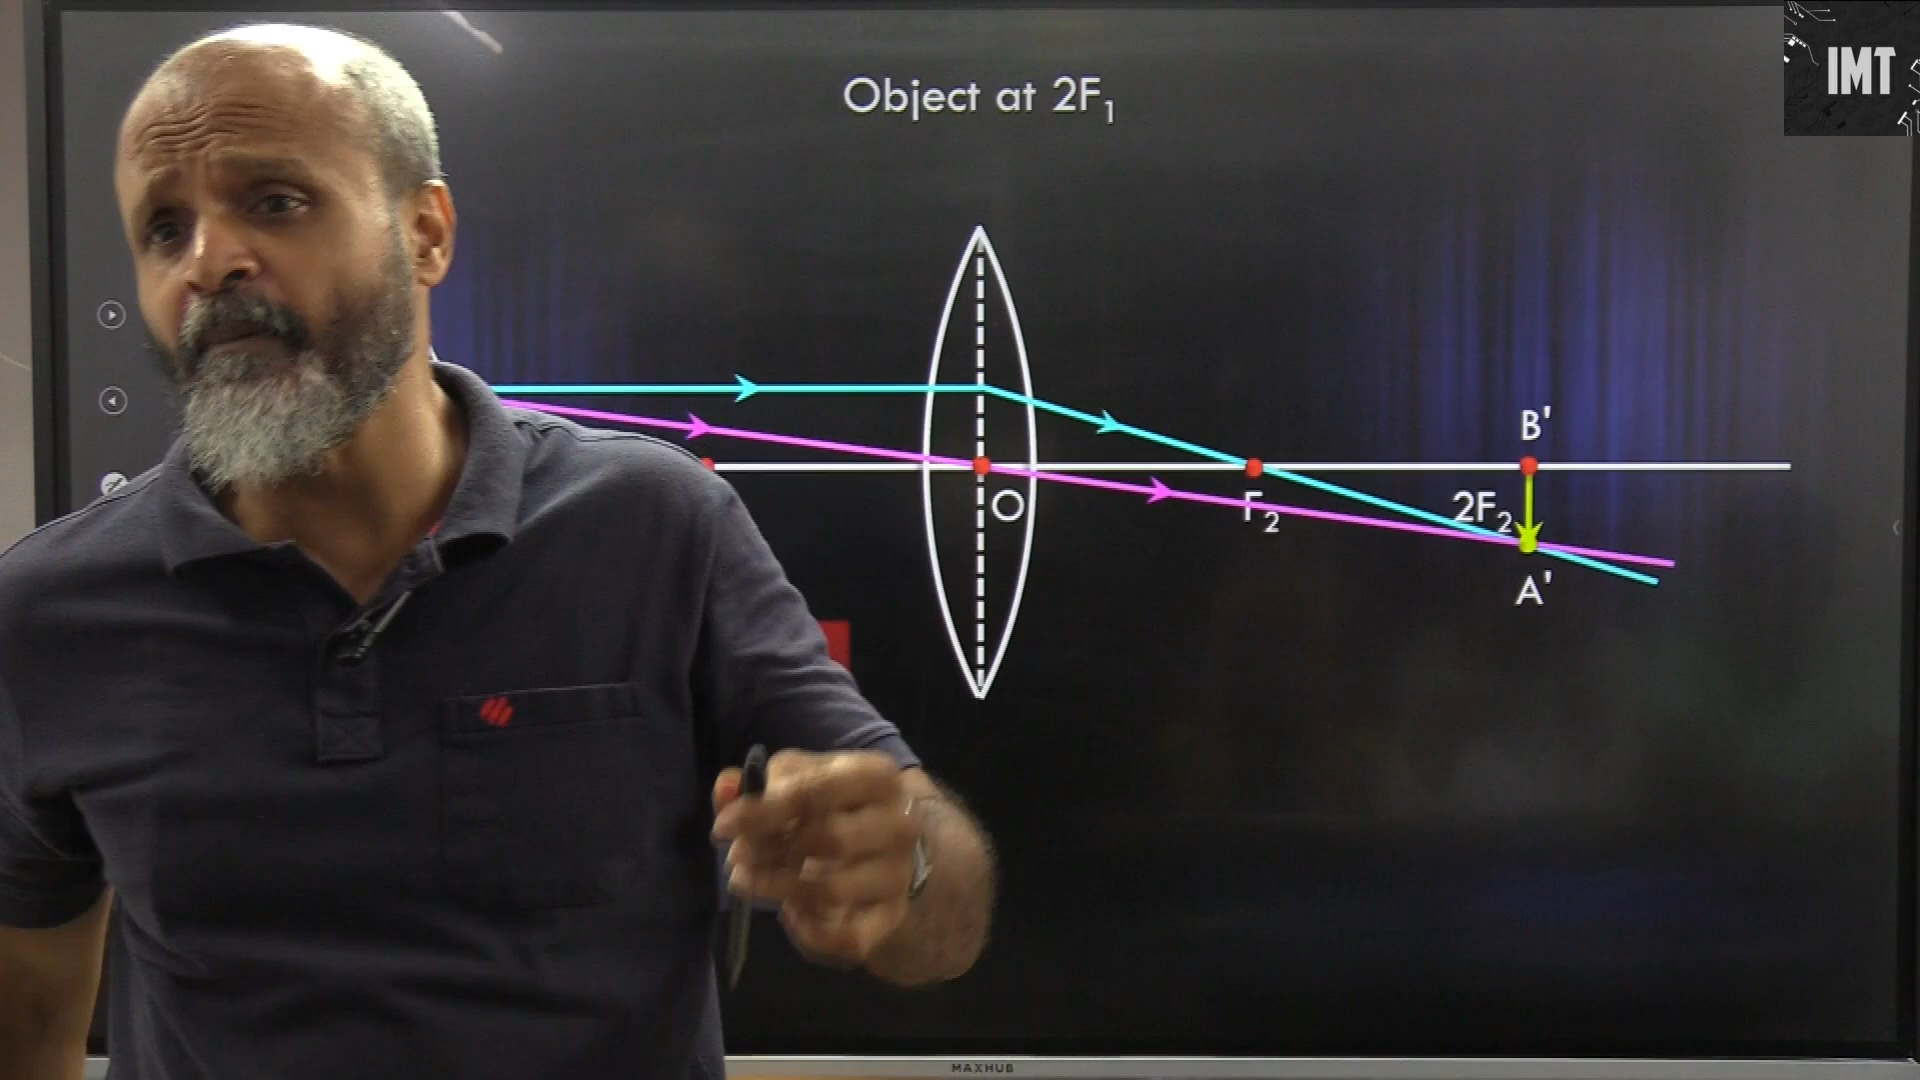 IMT
Object at 2F₁
B'
O
F₂
2F₂
A'
MAXHUB